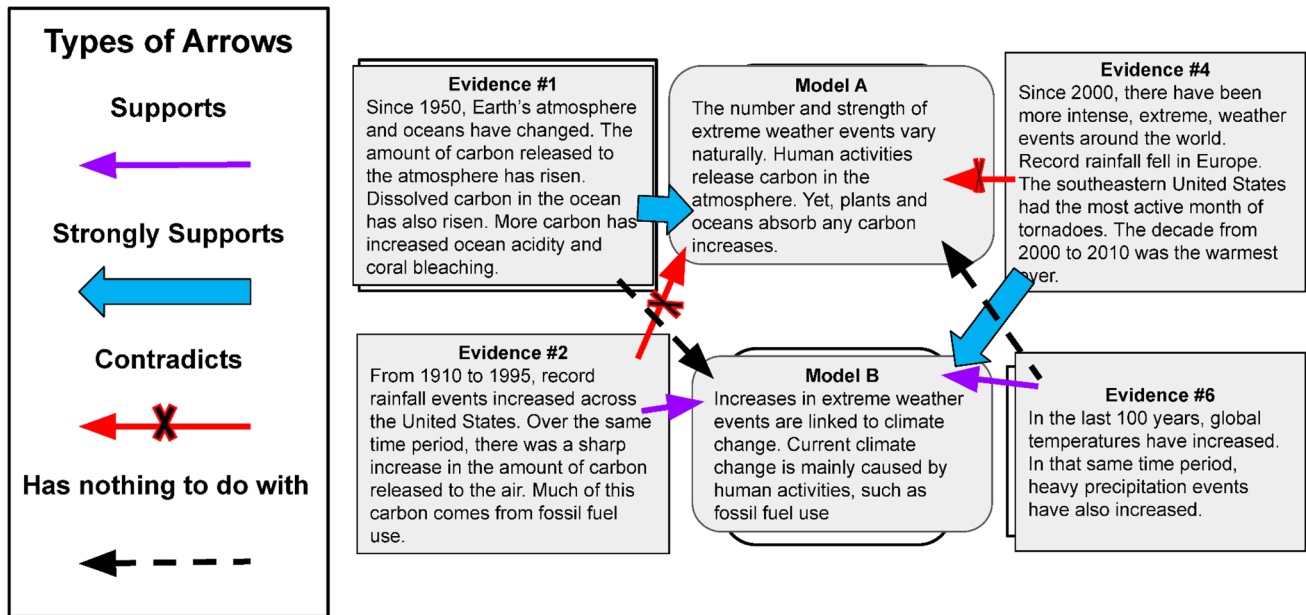 Types of Arrows
Supports
Strongly Supports
Contradicts
Has nothing to do with
Evidence #1
Since 1950, Earth's atmosphere
and oceans have changed. The
amount of carbon released to
the atmosphere has risen.
Dissolved carbon in the ocean
has also risen. More carbon has
increased ocean acidity and
coral bleaching.
Model A
The number and strength of
extreme weather events vary
naturally. Human activities
release carbon in the
atmosphere. Yet, plants and
oceans absorb any carbon
increases.
Evidence #4
Since 2000, there have been
more intense, extreme, weather
events around the world.
Record rainfall fell in Europe.
The southeastern United States
had the most active month of
tornadoes. The decade from
2000 to 2010 was the warmest
ever.
Evidence #2
From 1910 to 1995, record
rainfall events increased across
the United States. Over the same
time period, there was a sharp
increase in the amount of carbon
released to the air. Much of this
carbon comes from fossil fuel
use.
Model B
Increases in extreme weather
events are linked to climate
change. Current climate
change is mainly caused by
human activities, such as
fossil fuel use
Evidence #6
In the last 100 years, global
temperatures have increased.
In that same time period,
heavy precipitation events
have also increased.